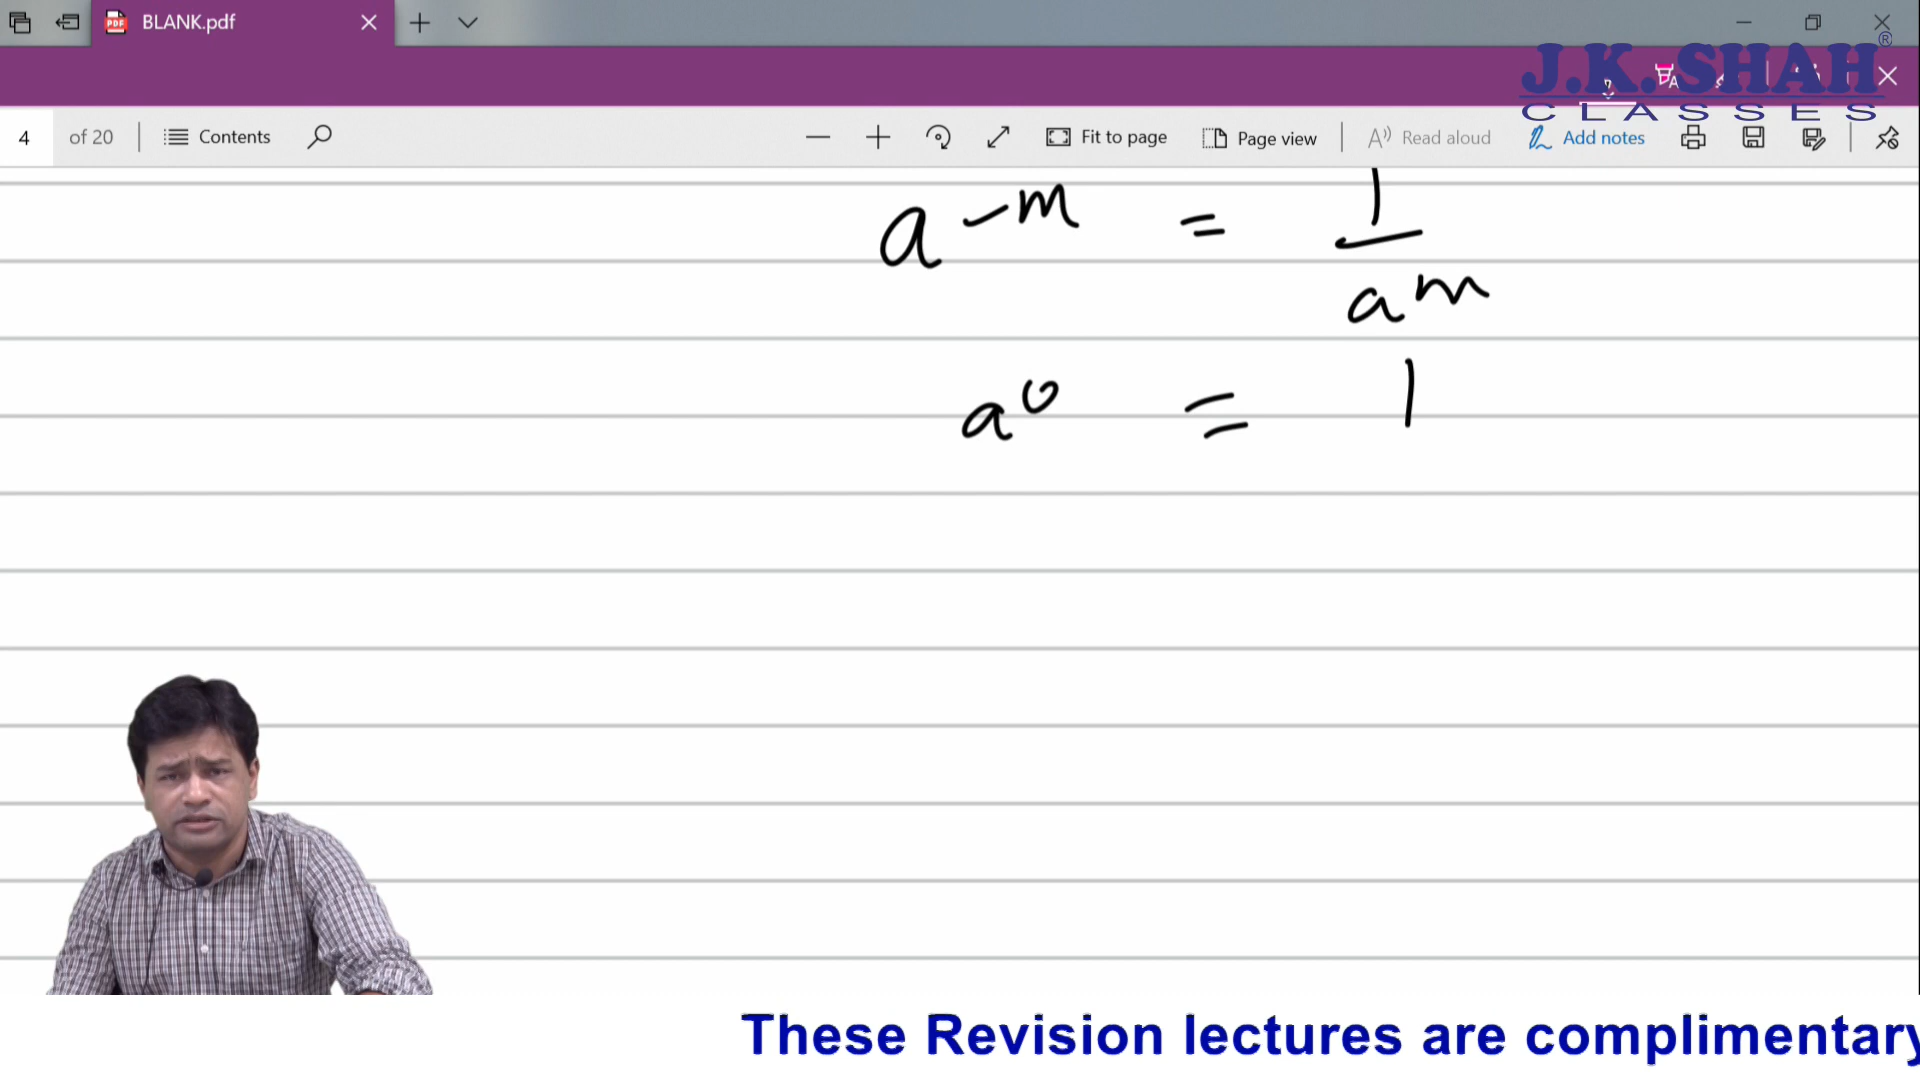 BLANK.pdf
J.K.SHAH®
CLASSES
4 of 20 Contents Fit to page Page view Read aloud Add notes
a^-m = 1/a^m
a^0 = 1
These Revision lectures are complimentary